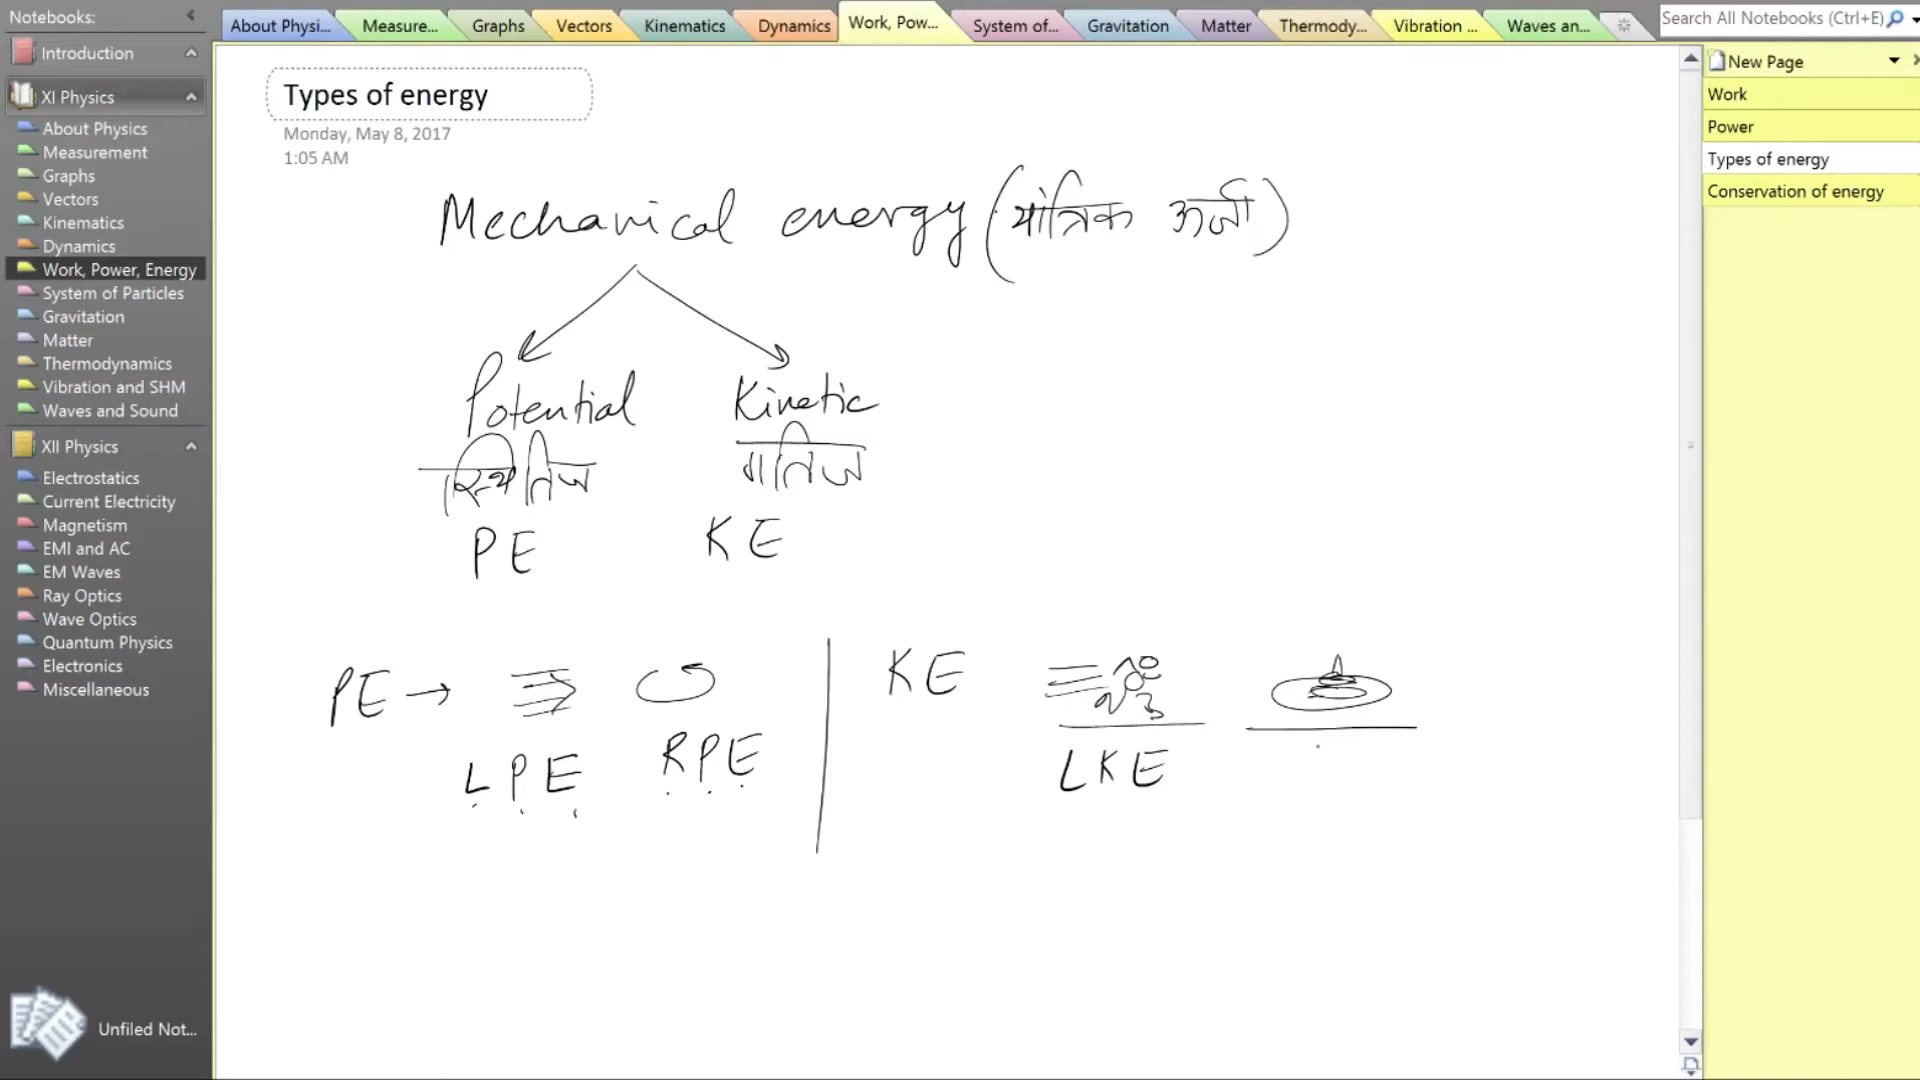 Notebooks:
Introduction
XI Physics
About Physics
Measurement
Graphs
Vectors
Kinematics
Dynamics
Work, Power, Energy
System of Particles
Gravitation
Matter
Thermodynamics
Vibration and SHM
Waves and Sound
XII Physics
Electrostatics
Current Electricity
Magnetism
EMI and AC
EM Waves
Ray Optics
Wave Optics
Quantum Physics
Electronics
Miscellaneous
Unfiled Not...
About Physi... Measure... Graphs Vectors Kinematics Dynamics Work, Pow... System of... Gravitation Matter Thermody... Vibration ... Waves an...
Search All Notebooks (Ctrl+E)
Types of energy
Monday, May 8, 2017
1:05 AM
Mechanical energy (यांत्रिक ऊर्जा)
Potential Kinetic
स्थितिज गतिज
PE KE
PE → KE
LPE RPE LKE
New Page
Work
Power
Types of energy
Conservation of energy